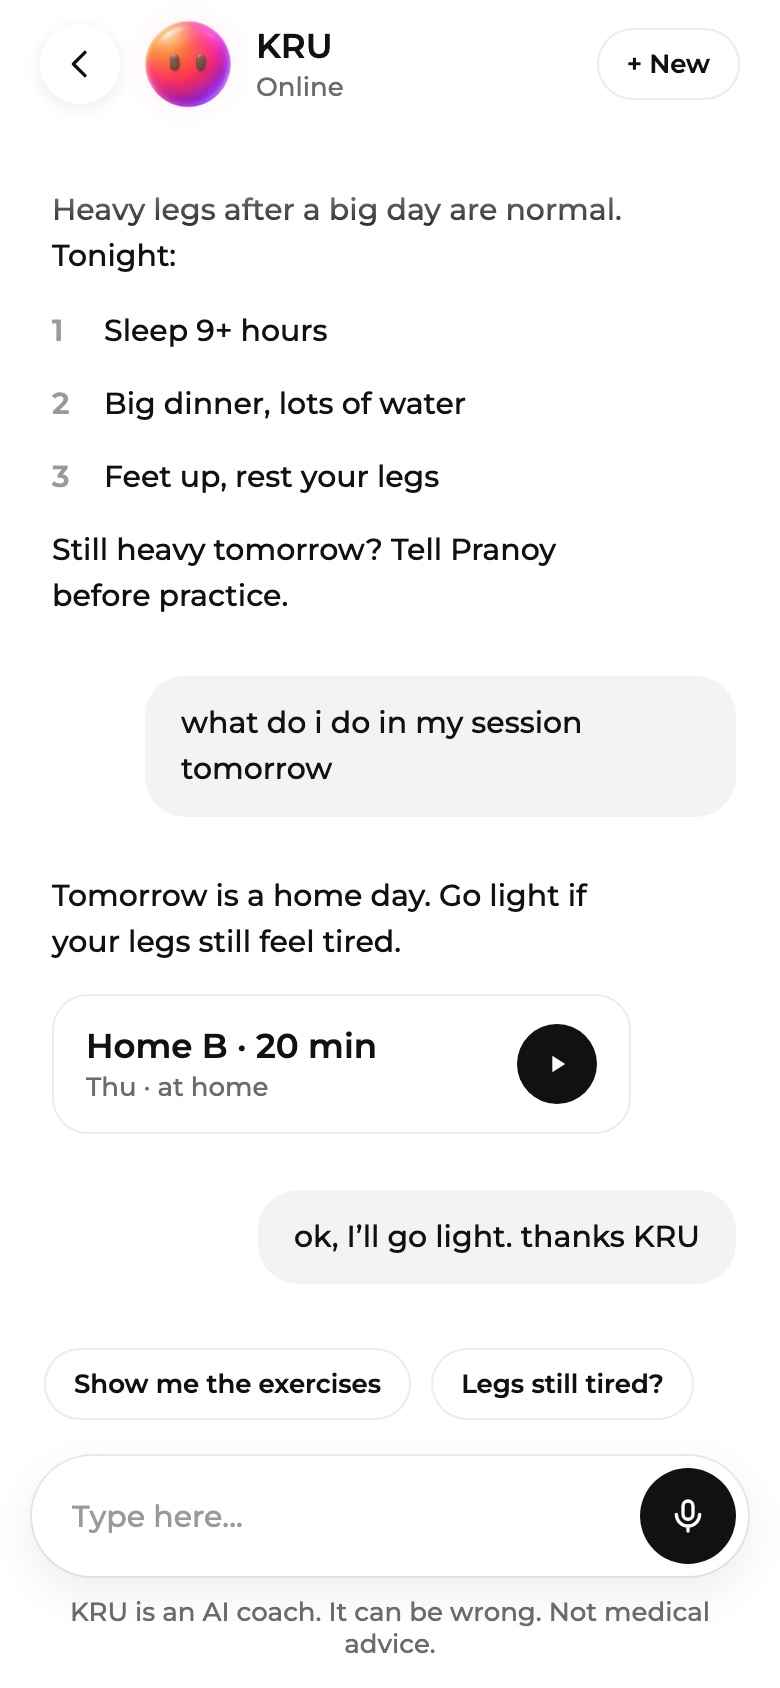 KRU
Online
+ New
Heavy legs after a big day are normal.
Tonight:
1 Sleep 9+ hours
2 Big dinner, lots of water
3 Feet up, rest your legs
Still heavy tomorrow? Tell Pranoy
before practice.
what do i do in my session
tomorrow
Tomorrow is a home day. Go light if
your legs still feel tired.
Home B · 20 min
Thu · at home
ok, I’ll go light. thanks KRU
Show me the exercises
Legs still tired?
Type here...
KRU is an AI coach. It can be wrong. Not medical
advice.